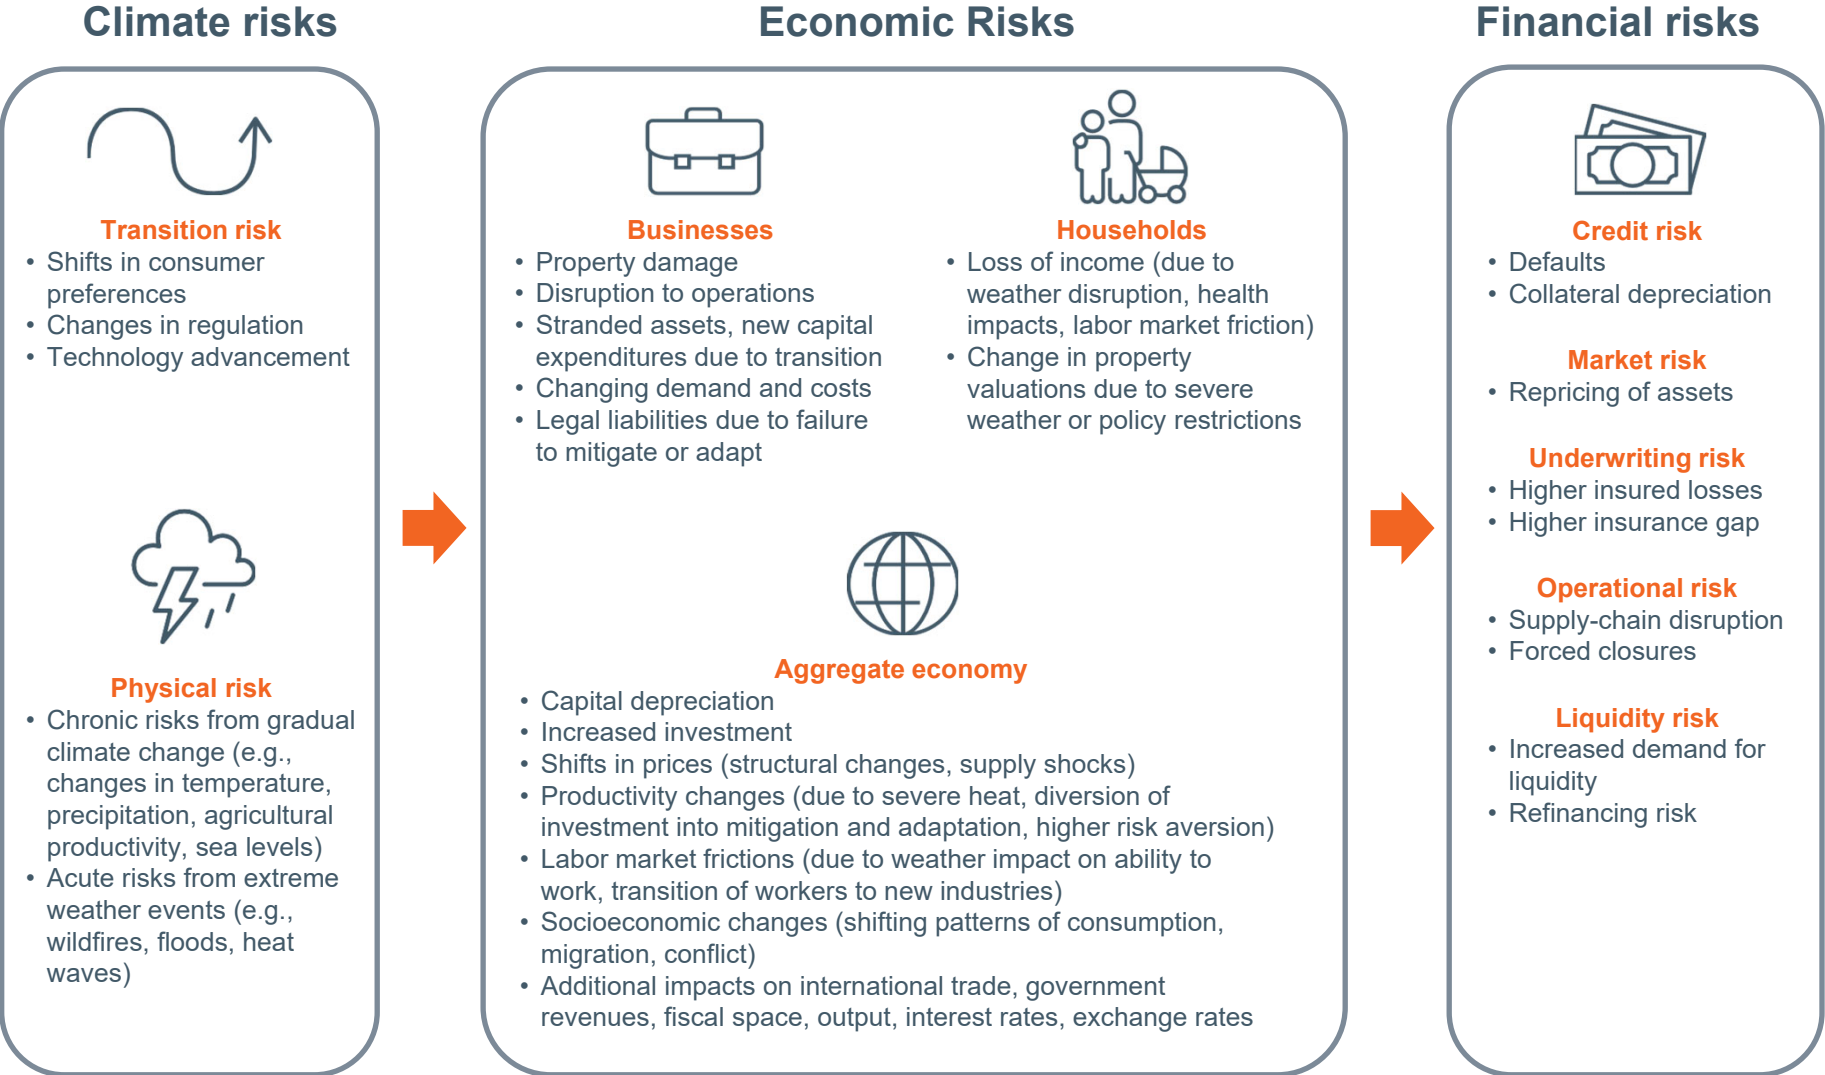 Climate risks
Transition risk
• Shifts in consumer
preferences
• Changes in regulation
• Technology advancement
Physical risk
• Chronic risks from gradual
climate change (e.g.,
changes in temperature,
precipitation, agricultural
productivity, sea levels)
• Acute risks from extreme
weather events (e.g.,
wildfires, floods, heat
waves)
Economic Risks
Businesses
• Property damage
• Disruption to operations
• Stranded assets, new capital
expenditures due to transition
• Changing demand and costs
• Legal liabilities due to failure
to mitigate or adapt
Households
• Loss of income (due to
weather disruption, health
impacts, labor market friction)
• Change in property
valuations due to severe
weather or policy restrictions
Aggregate economy
• Capital depreciation
• Increased investment
• Shifts in prices (structural changes, supply shocks)
• Productivity changes (due to severe heat, diversion of
investment into mitigation and adaptation, higher risk aversion)
• Labor market frictions (due to weather impact on ability to
work, transition of workers to new industries)
• Socioeconomic changes (shifting patterns of consumption,
migration, conflict)
• Additional impacts on international trade, government
revenues, fiscal space, output, interest rates, exchange rates
Financial risks
Credit risk
• Defaults
• Collateral depreciation
Market risk
• Repricing of assets
Underwriting risk
• Higher insured losses
• Higher insurance gap
Operational risk
• Supply-chain disruption
• Forced closures
Liquidity risk
• Increased demand for
liquidity
• Refinancing risk